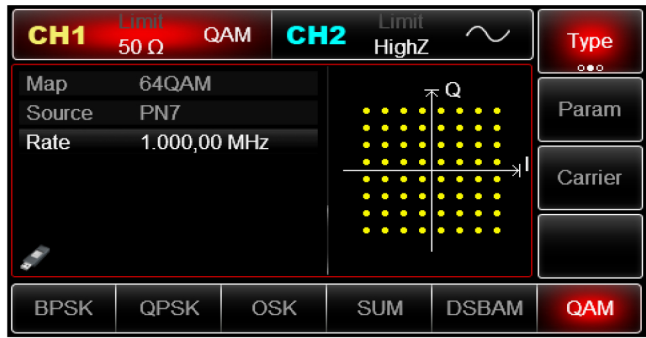 CH1 Limit 50 Ω QAM
CH2 Limit HighZ
Type
Map 64QAM
Source PN7
Rate 1.000,00 MHz
Q
I
Param
Carrier
BPSK QPSK OSK SUM DSBAM QAM